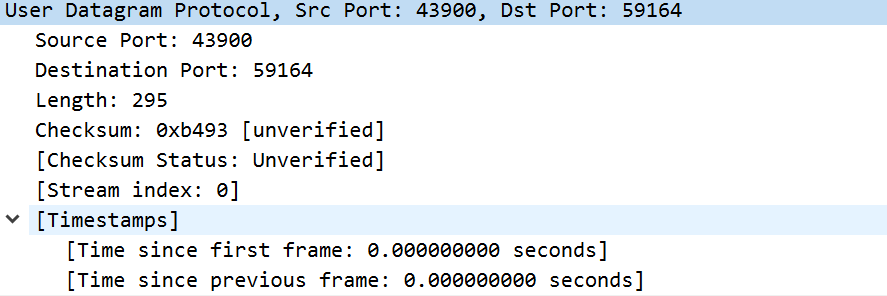 User Datagram Protocol, Src Port: 43900, Dst Port: 59164
Source Port: 43900
Destination Port: 59164
Length: 295
Checksum: 0xb493 [unverified]
[Checksum Status: Unverified]
[Stream index: 0]
[Timestamps]
[Time since first frame: 0.000000000 seconds]
[Time since previous frame: 0.000000000 seconds]